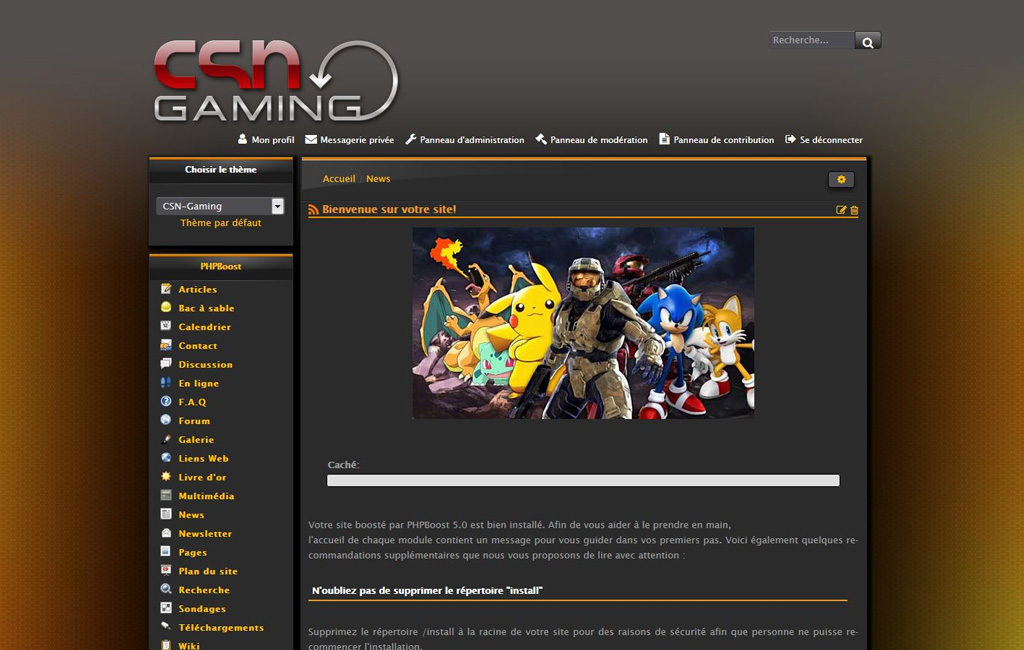 Recherche...
csn
GAMING
Mon profil
Messagerie privée
Panneau d'administration
Panneau de modération
Panneau de contribution
Se déconnecter
Choisir le thème
CSN-Gaming
Thème par défaut
PHPBoost
Articles
Bac à sable
Calendrier
Contact
Discussion
En ligne
F.A.Q
Forum
Galerie
Liens Web
Livre d'or
Multimédia
News
Newsletter
Pages
Plan du site
Recherche
Sondages
Téléchargements
Wiki
Accueil / News
Bienvenue sur votre site!
Caché:
Votre site boosté par PHPBoost 5.0 est bien installé. Afin de vous aider à le prendre en main,
l'accueil de chaque module contient un message pour vous guider dans vos premiers pas. Voici également quelques re-
commandations supplémentaires que nous vous proposons de lire avec attention :
N'oubliez pas de supprimer le répertoire "install"
Supprimez le répertoire /install à la racine de votre site pour des raisons de sécurité afin que personne ne puisse re-
commencer l'installation.